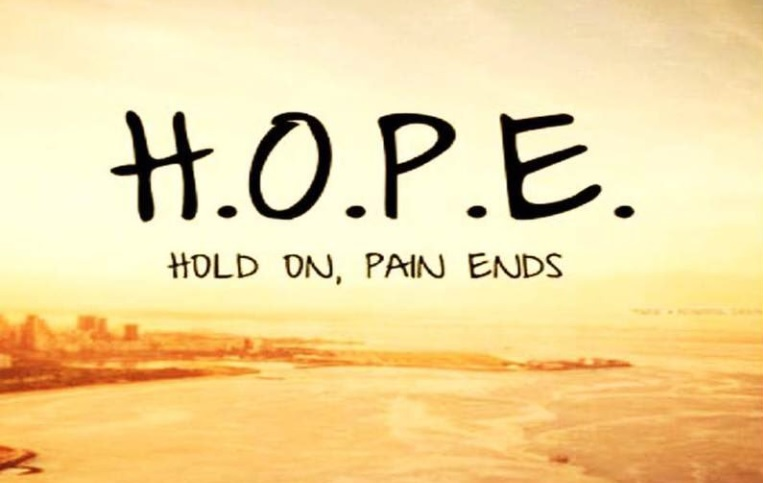 H.O.P.E.
HOLD ON, PAIN ENDS